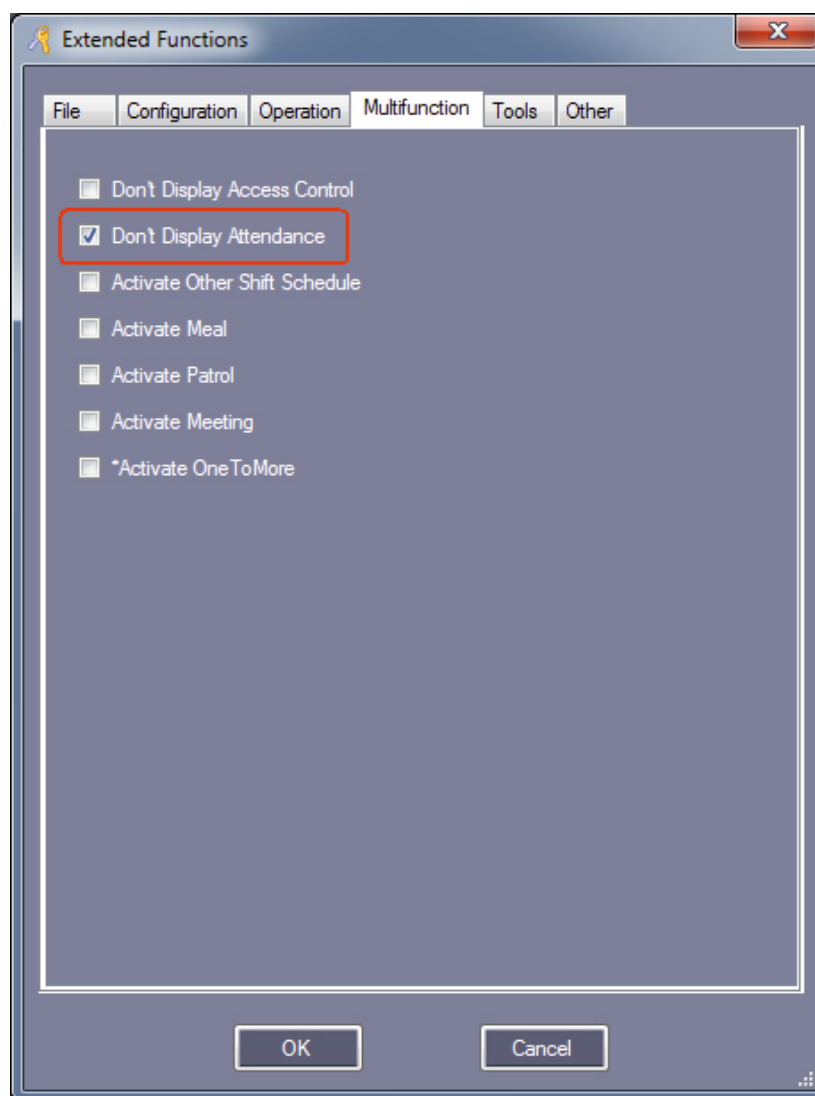 Extended Functions
File Configuration Operation Multifunction Tools Other
Don't Display Access Control
Don't Display Attendance
Activate Other Shift Schedule
Activate Meal
Activate Patrol
Activate Meeting
*Activate OneToMore
OK Cancel